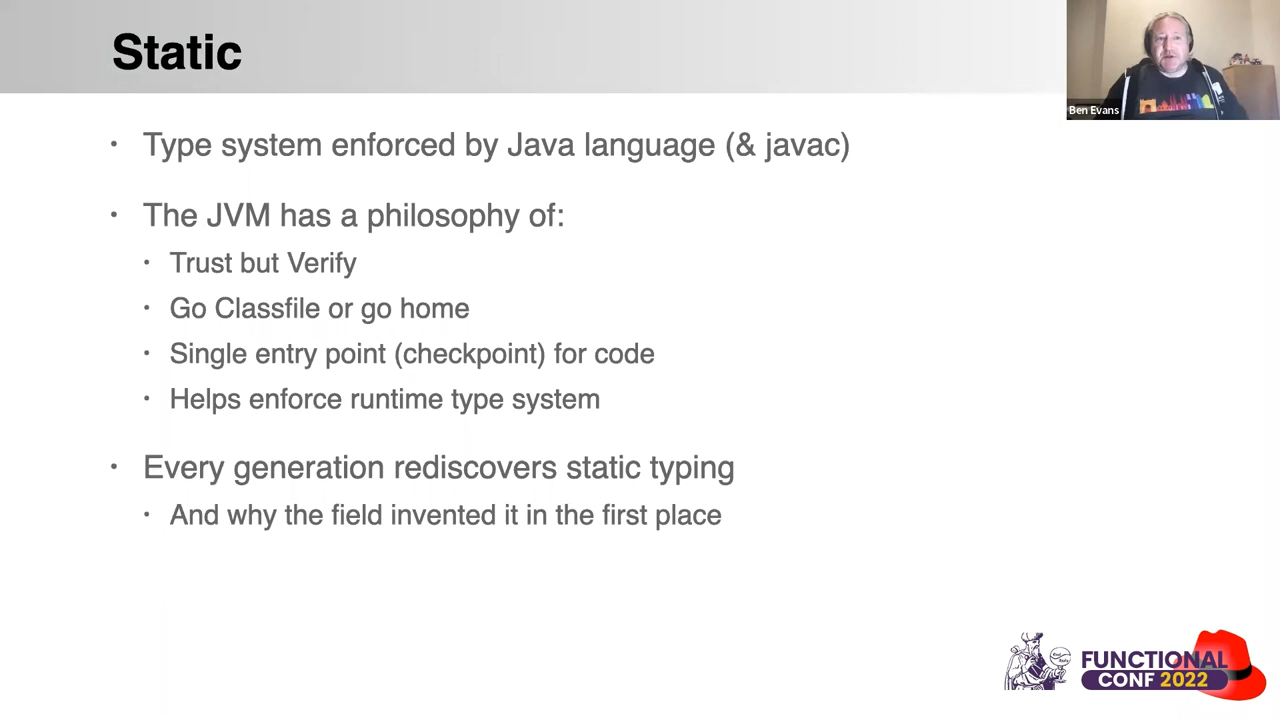 Static
Ben Evans
• Type system enforced by Java language (& javac)
• The JVM has a philosophy of:
• Trust but Verify
• Go Classfile or go home
• Single entry point (checkpoint) for code
• Helps enforce runtime type system
• Every generation rediscovers static typing
• And why the field invented it in the first place
FUNCTIONAL
CONF 2022